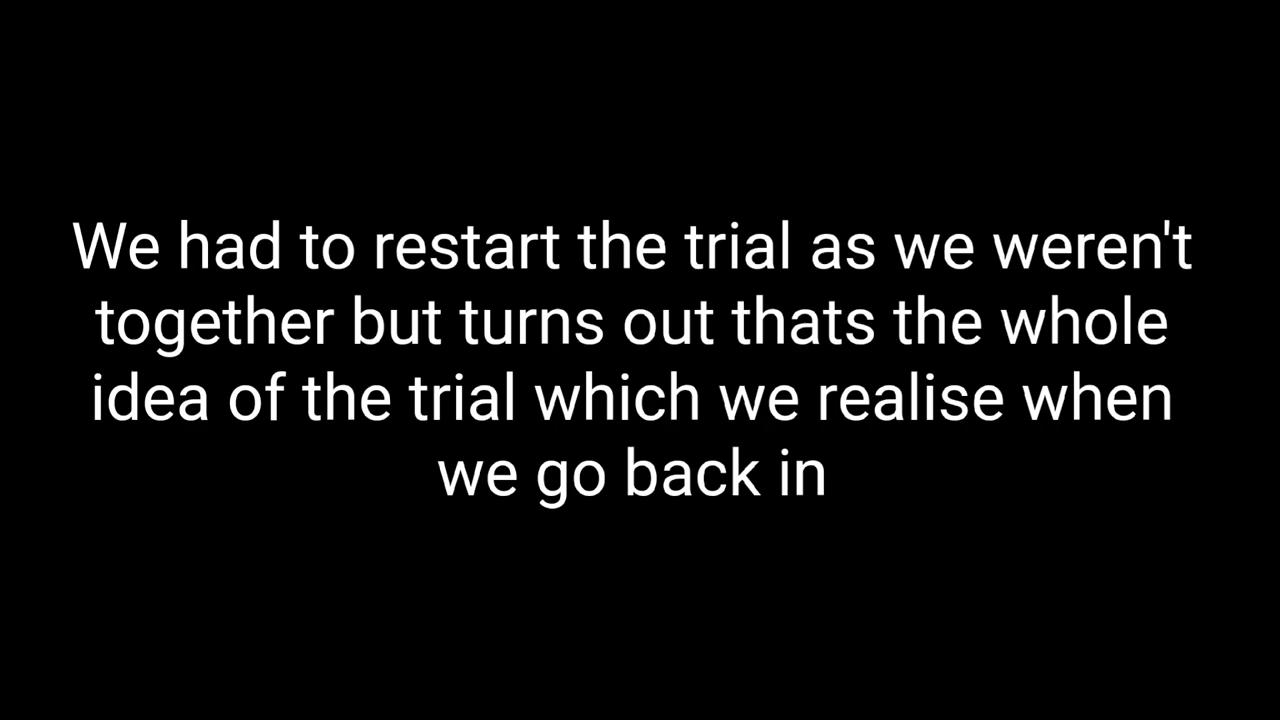 We had to restart the trial as we weren't
together but turns out thats the whole
idea of the trial which we realise when
we go back in